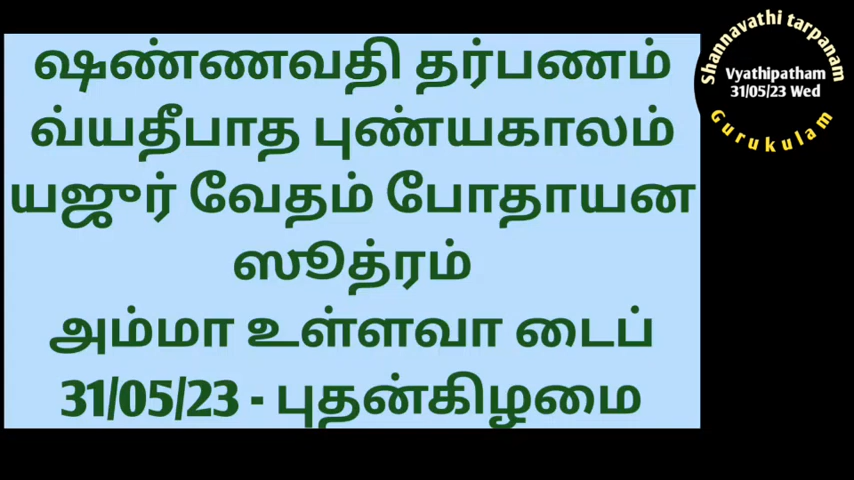 ஷண்ணவதி தர்பணம்
வ்யதீபாத புண்யகாலம்
யஜுர் வேதம் போதாயன
ஸூத்ரம்
அம்மா உள்ளவா டைப்
31/05/23 - புதன்கிழமை
Shannavathi tarpanam
Vyathipatham
31/05/23 Wed
Gurukulam